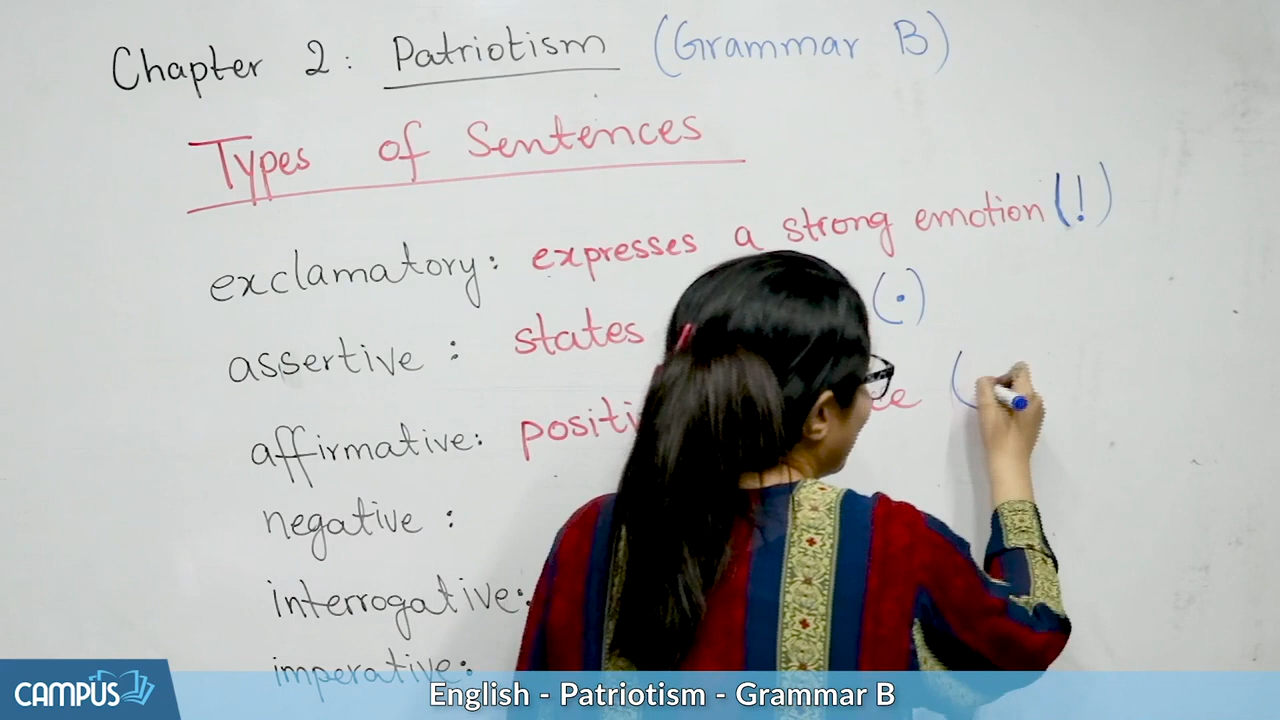 Chapter 2: Patriotism (Grammar B)
Types of Sentences
exclamatory: expresses a strong emotion (!)
assertive: states (.)
affirmative: positi ce (
negative:
interrogative:
imperative:
CAMPUS
English - Patriotism - Grammar B